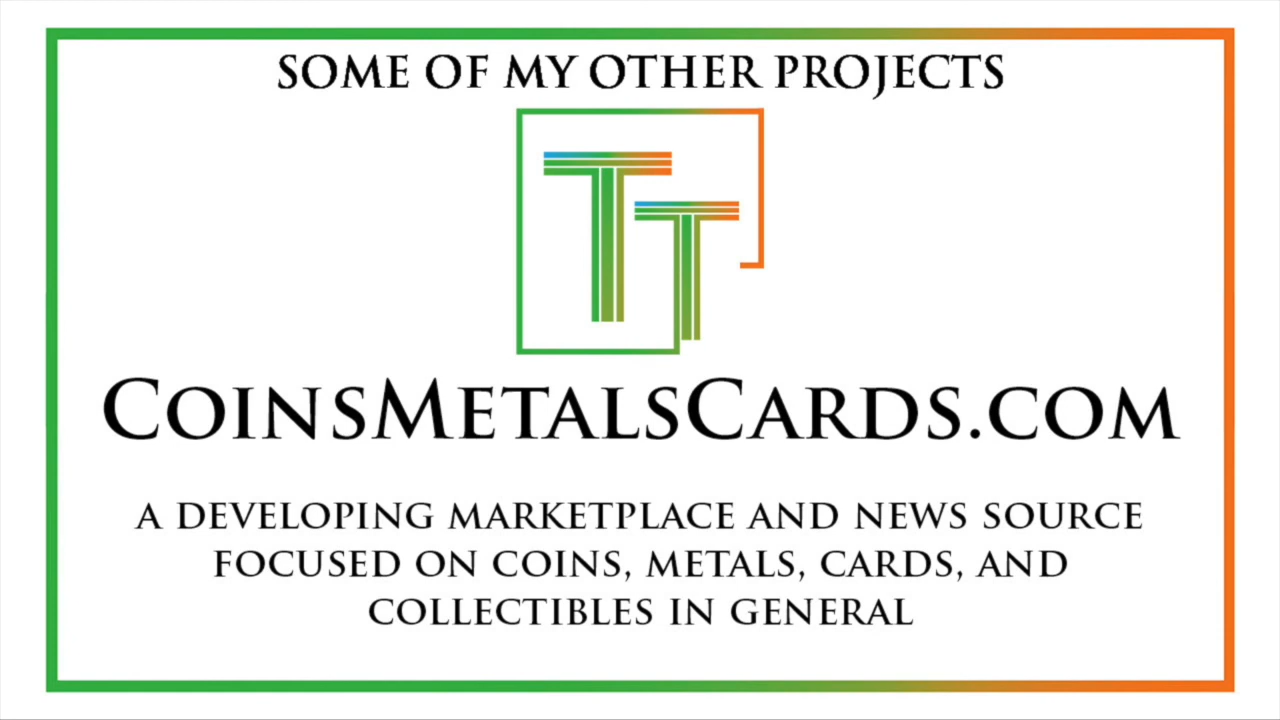 SOME OF MY OTHER PROJECTS
TT
COINSMETALSCARDS.COM
A DEVELOPING MARKETPLACE AND NEWS SOURCE
FOCUSED ON COINS, METALS, CARDS, AND
COLLECTIBLES IN GENERAL